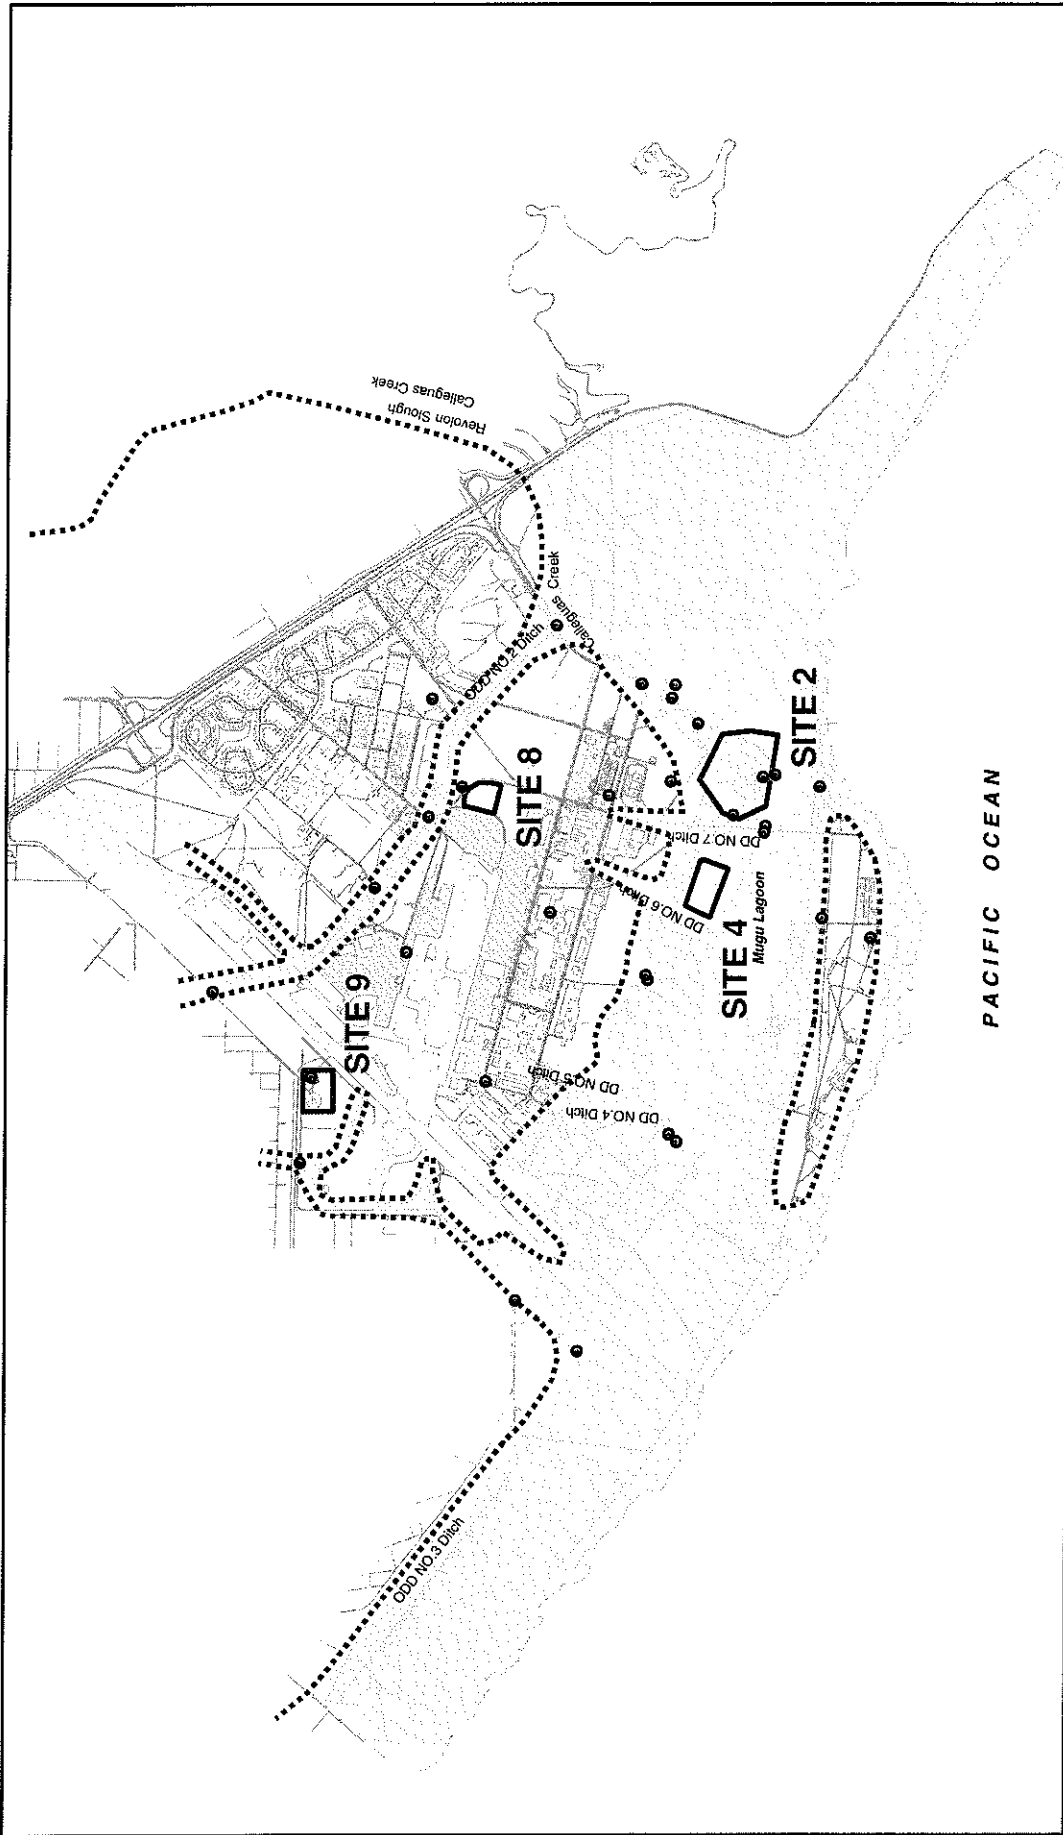 Revolon Slough
Calleguas Creek
Calleguas Creek
ODD NO.2 Ditch
SITE 8
SITE 2
DD NO.7 Ditch
DD NO.6 Ditch
SITE 4
Mugu Lagoon
SITE 9
DD NO.5 Ditch
DD NO.4 Ditch
ODD NO.3 Ditch
PACIFIC OCEAN